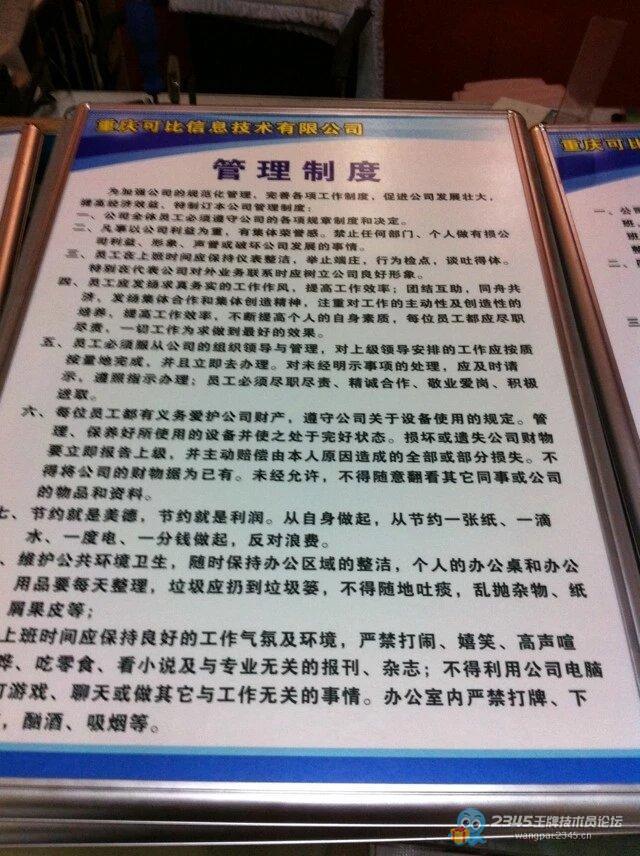 重庆可比信息技术有限公司
重庆可比
管理制度
为加强公司的规范化管理、完善各项工作制度,促进公司发展壮大,
提高经济效益、特制订本公司管理制度:
一、公司全体员工必须遵守公司的各项规章制度和决定。
二、凡事以公司利益为重,有集体荣誉感。禁止任何部门、个人做有损公
司利益、形象、声誉或破坏公司发展的事情。
三、员工在上班时间应保持仪表整洁,举止端庄,行为检点,谈吐得体。
特别在代表公司对外业务联系时应树立公司良好形象。
四、员工应发扬求真务实的工作作风,提高工作效率;团结互助,同舟共
济,发扬集体合作和集体创造精神,注重对工作的主动性及创造性的
培养,提高工作效率,不断提高个人的自身素质,每位员工都应尽职
尽责,一切工作为求做到最好的效果。
五、员工必须服从公司的组织领导与管理,对上级领导安排的工作应按质
按量地完成,并且立即去办理。对未经明示事项的处理,应及时请
示,遵照指示办理;员工必须尽职尽责、精诚合作、敬业爱岗、积极
进取。
六、每位员工都有义务爱护公司财产,遵守公司关于设备使用的规定。管
理、保养好所使用的设备并使之处于完好状态。损坏或遗失公司财物
要立即报告上级,并主动赔偿由本人原因造成的全部或部分损失。不
得将公司的财物据为己有。未经允许,不得随意翻看其它同事或公司
的物品和资料。
七、节约就是美德,节约就是利润。从自身做起,从节约一张纸、一滴
水、一度电、一分钱做起,反对浪费。
、维护公共环境卫生,随时保持办公区域的整洁,个人的办公桌和办公
用品要每天整理,垃圾应扔到垃圾篓,不得随地吐痰,乱抛杂物、纸
屑果皮等;
上班时间应保持良好的工作气氛及环境,严禁打闹、嬉笑、高声喧
哗、吃零食、看小说及与专业无关的报刊、杂志;不得利用公司电脑
打游戏、聊天或做其它与工作无关的事情。办公室内严禁打牌、下
,酗酒、吸烟等。
一、公
班
班
二、
三、
2345王牌技术员论坛
wangpai.2345.cn